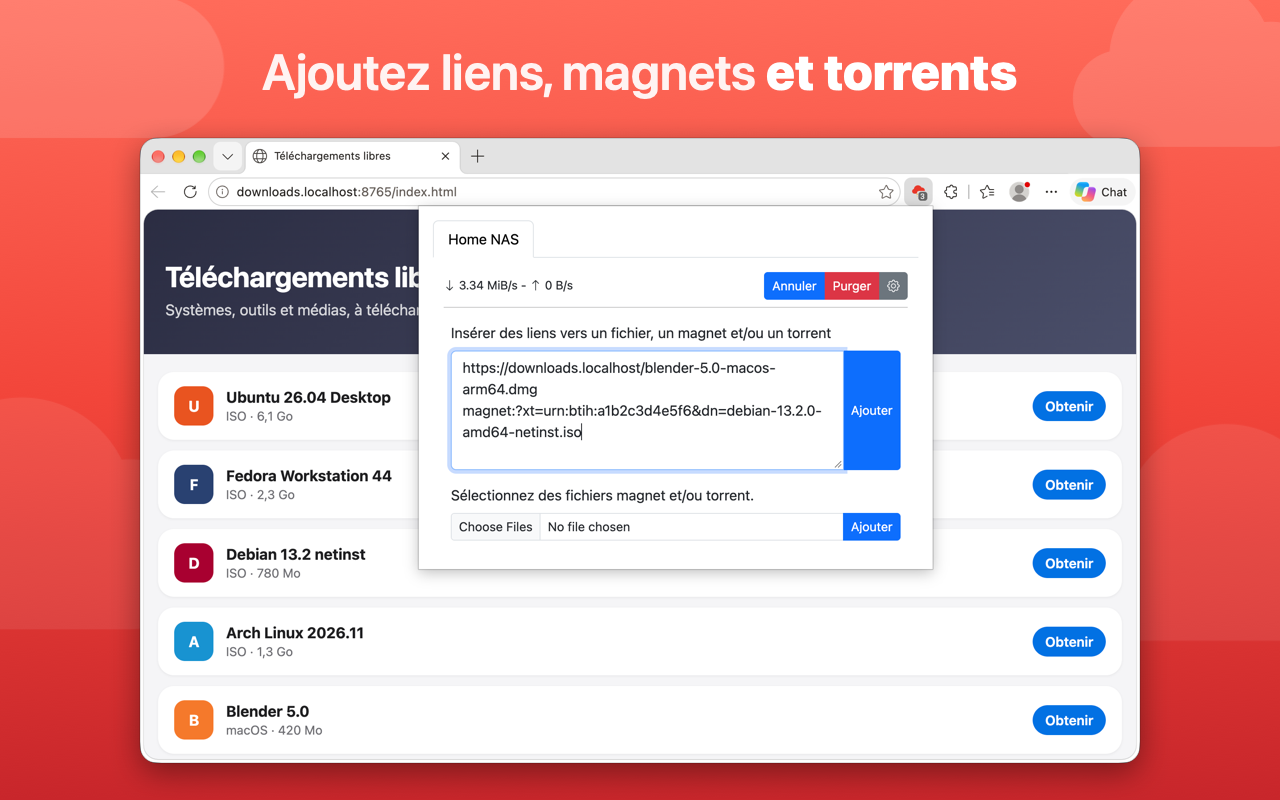 Ajoutez liens, magnets et torrents
Téléchargements libres
downloads.localhost:8765/index.html
3
Chat
Home NAS
↓ 3.34 MiB/s - ↑ 0 B/s
Annuler
Purger
Téléchargements lib
Systèmes, outils et médias, à téléchar
Insérer des liens vers un fichier, un magnet et/ou un torrent
https://downloads.localhost/blender-5.0-macos-
arm64.dmg
magnet:?xt=urn:btih:a1b2c3d4e5f6&dn=debian-13.2.0-
amd64-netinst.iso
Ajouter
Sélectionnez des fichiers magnet et/ou torrent.
Choose Files
No file chosen
Ajouter
U
Ubuntu 26.04 Desktop
ISO · 6,1 Go
Obtenir
F
Fedora Workstation 44
ISO · 2,3 Go
Obtenir
D
Debian 13.2 netinst
ISO · 780 Mo
Obtenir
A
Arch Linux 2026.11
ISO · 1,3 Go
Obtenir
B
Blender 5.0
macOS · 420 Mo
Obtenir